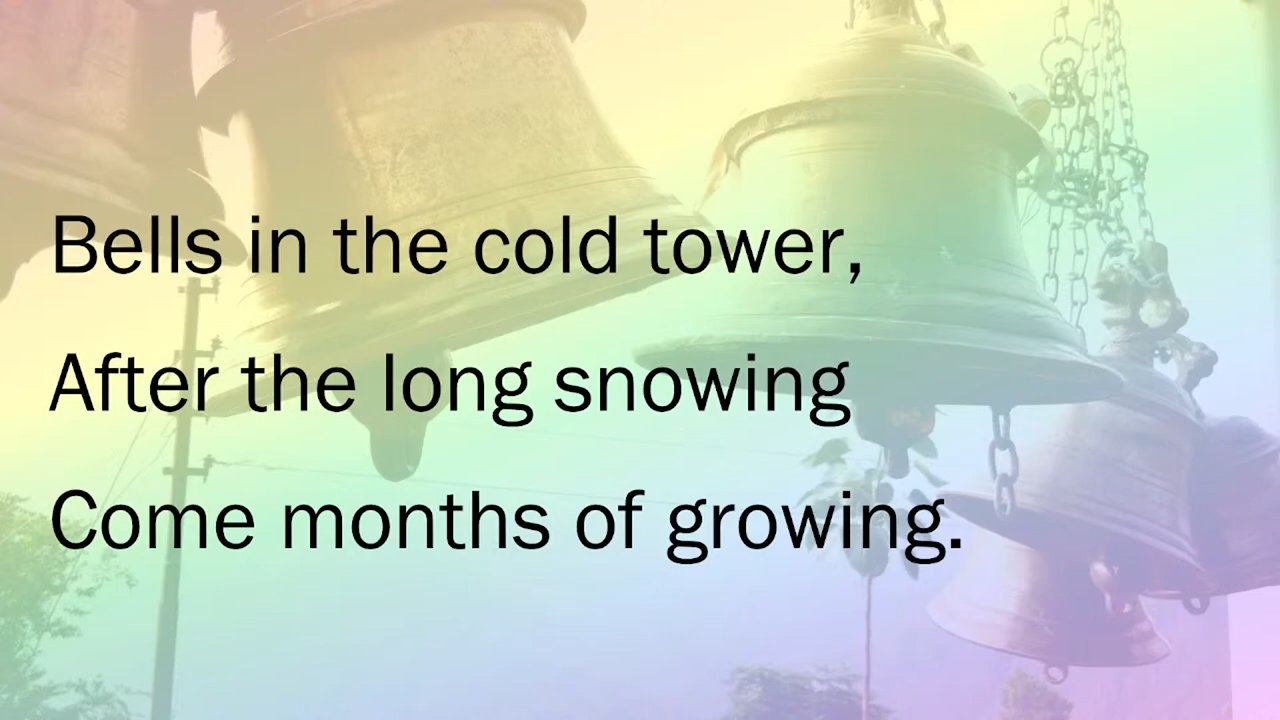 Bells in the cold tower,
After the long snowing
Come months of growing.